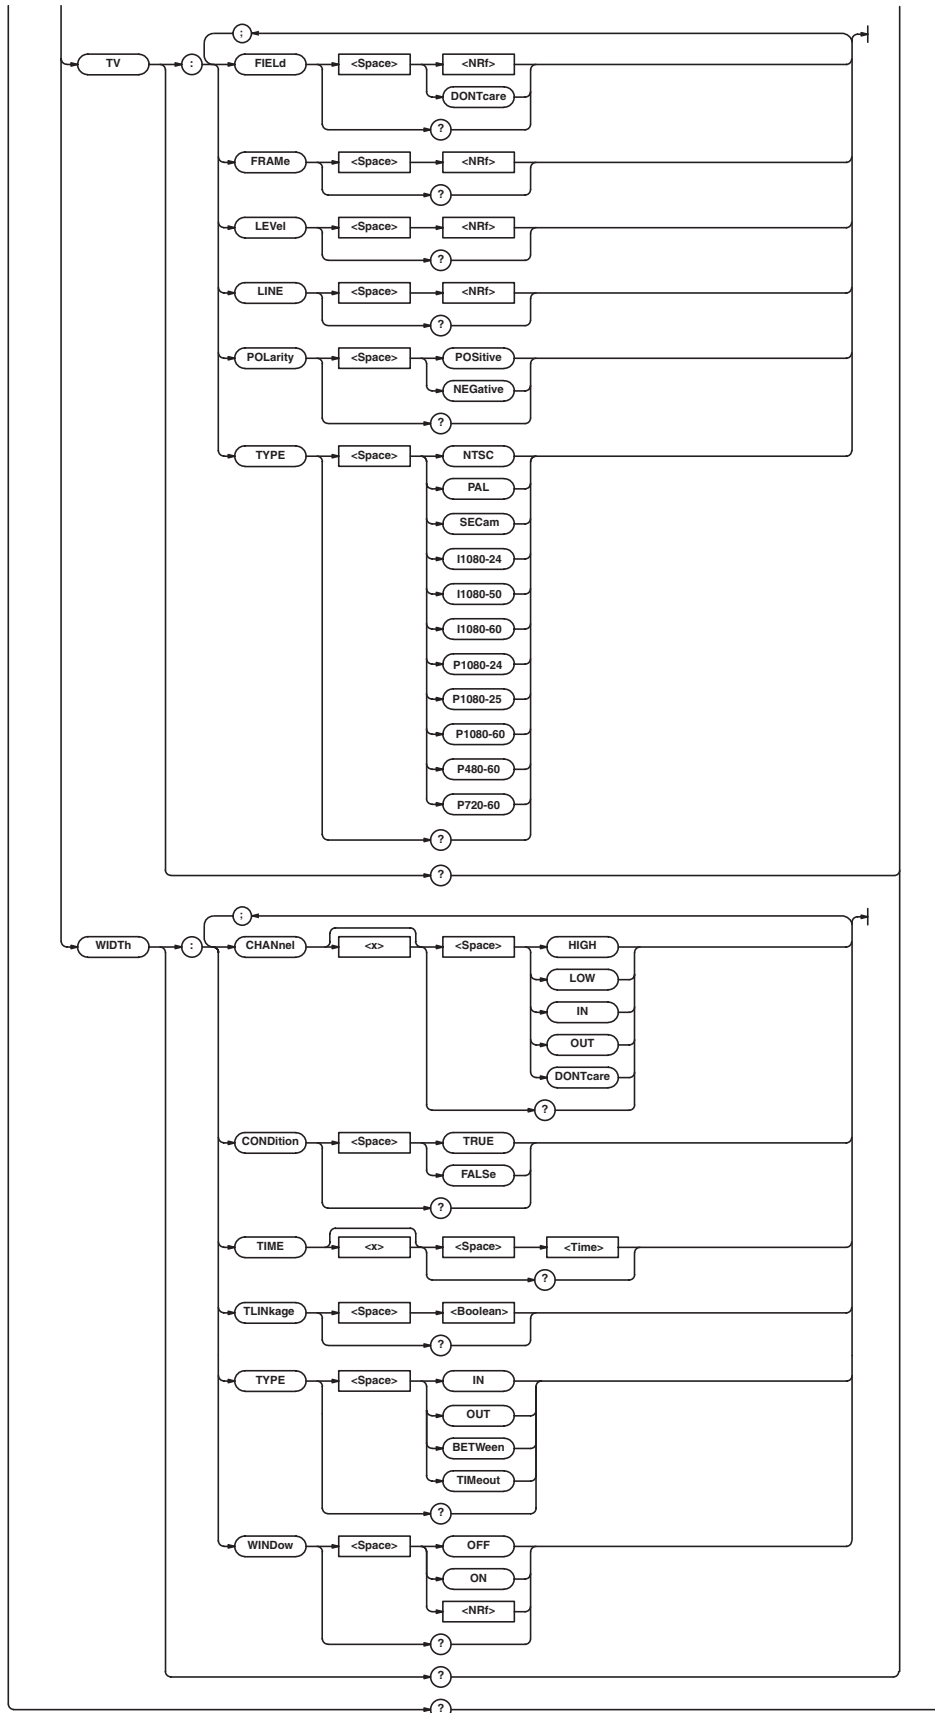 ;
TV : FIELd <Space> <NRf>
DONTcare
?
FRAMe <Space> <NRf>
?
LEVel <Space> <NRf>
?
LINE <Space> <NRf>
?
POLarity <Space> POSitive
NEGative
?
TYPE <Space> NTSC
PAL
SECam
I1080-24
I1080-50
I1080-60
P1080-24
P1080-25
P1080-60
P480-60
P720-60
?
?
;
WIDTh : CHANnel <x> <Space> HIGH
LOW
IN
OUT
DONTcare
?
CONDition <Space> TRUE
FALSe
?
TIME <x> <Space> <Time>
?
TLINkage <Space> <Boolean>
?
TYPE <Space> IN
OUT
BETWeen
TIMeout
?
WINDow <Space> OFF
ON
<NRf>
?
?
?